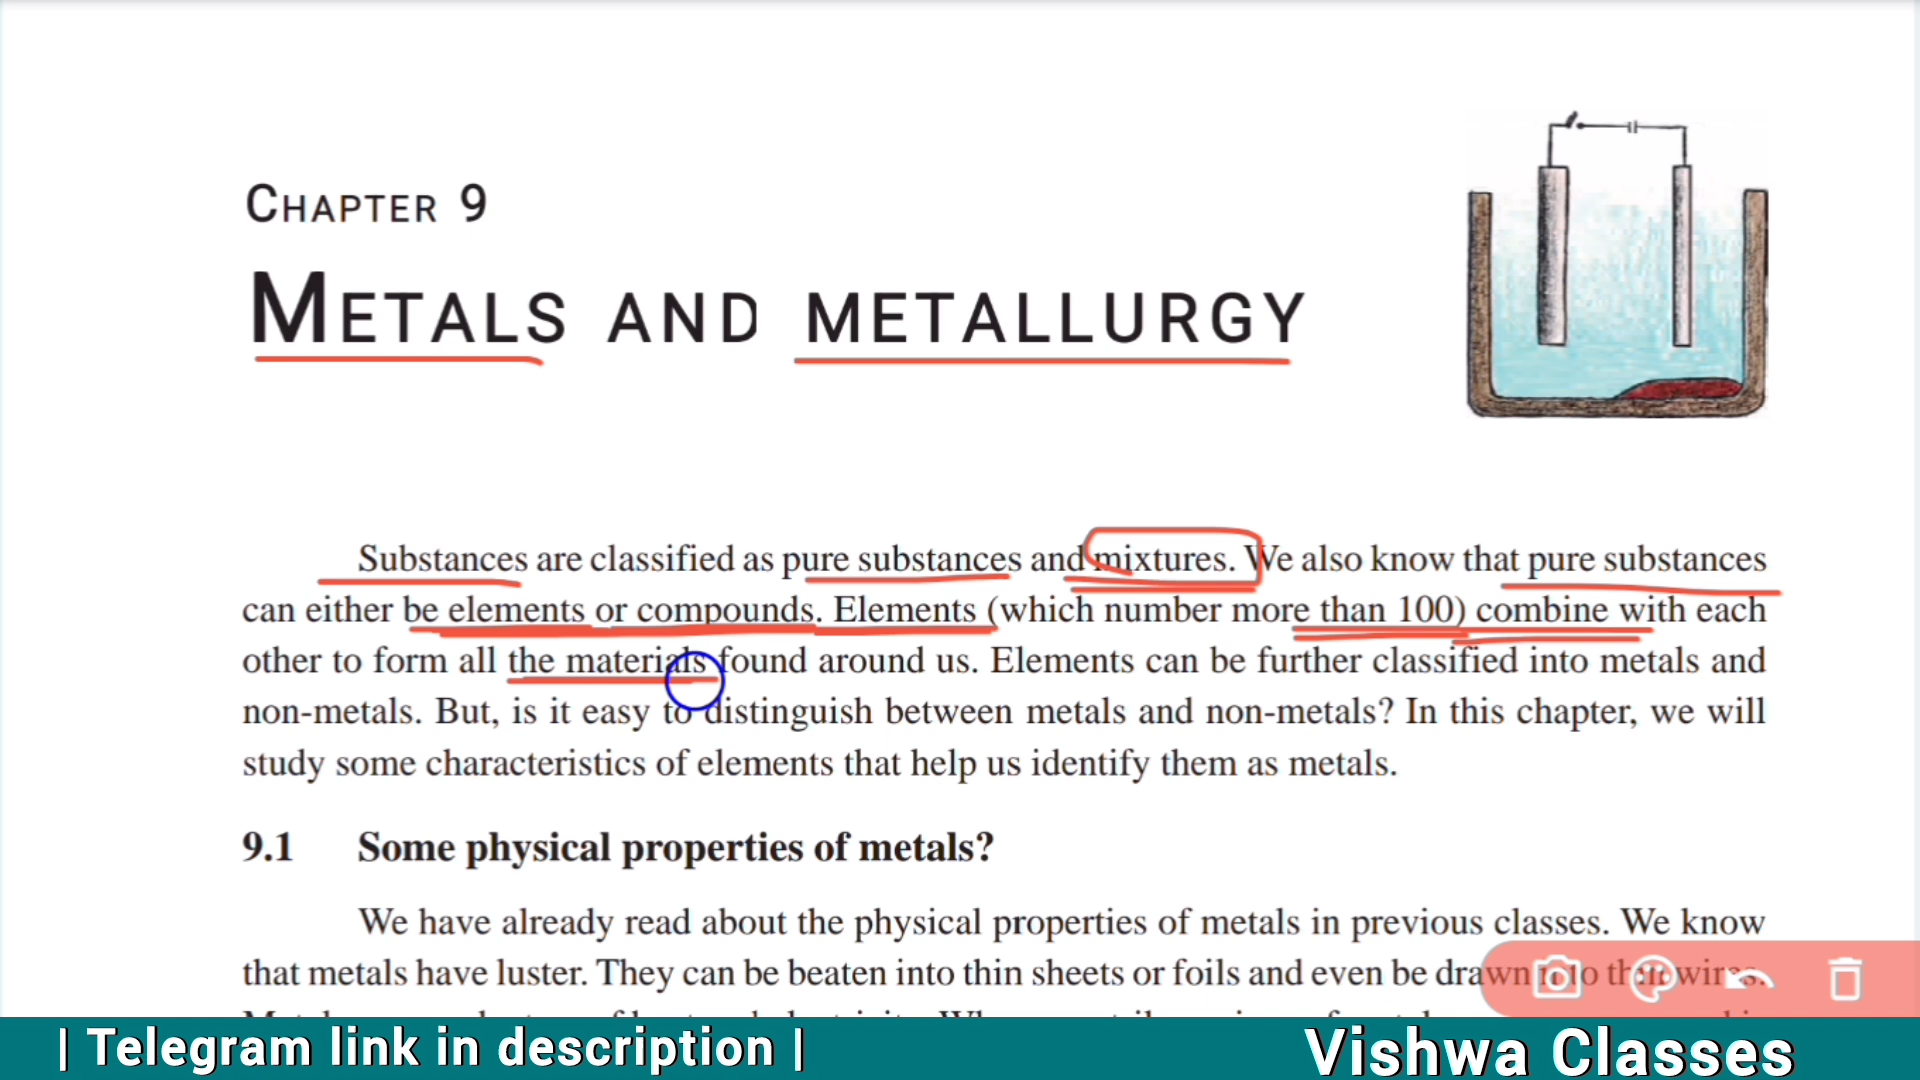 CHAPTER 9
METALS AND METALLURGY
Substances are classified as pure substances and mixtures. We also know that pure substances
can either be elements or compounds. Elements (which number more than 100) combine with each
other to form all the materials found around us. Elements can be further classified into metals and
non-metals. But, is it easy to distinguish between metals and non-metals? In this chapter, we will
study some characteristics of elements that help us identify them as metals.
9.1 Some physical properties of metals?
We have already read about the physical properties of metals in previous classes. We know
that metals have luster. They can be beaten into thin sheets or foils and even be drawn into thin wires.
| Telegram link in description |
Vishwa Classes